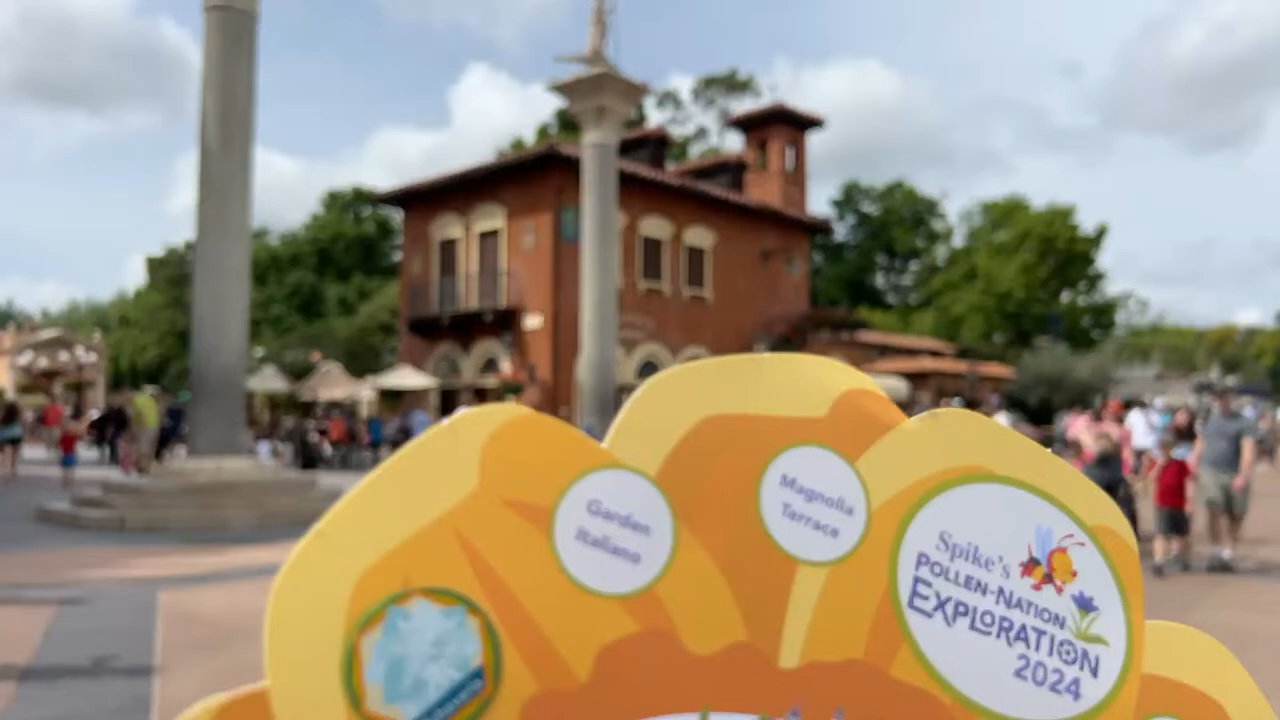 Garden
Italiano
Magnolia
Terrace
Spike's
POLLEN-NATION
EXPLORATION
2024